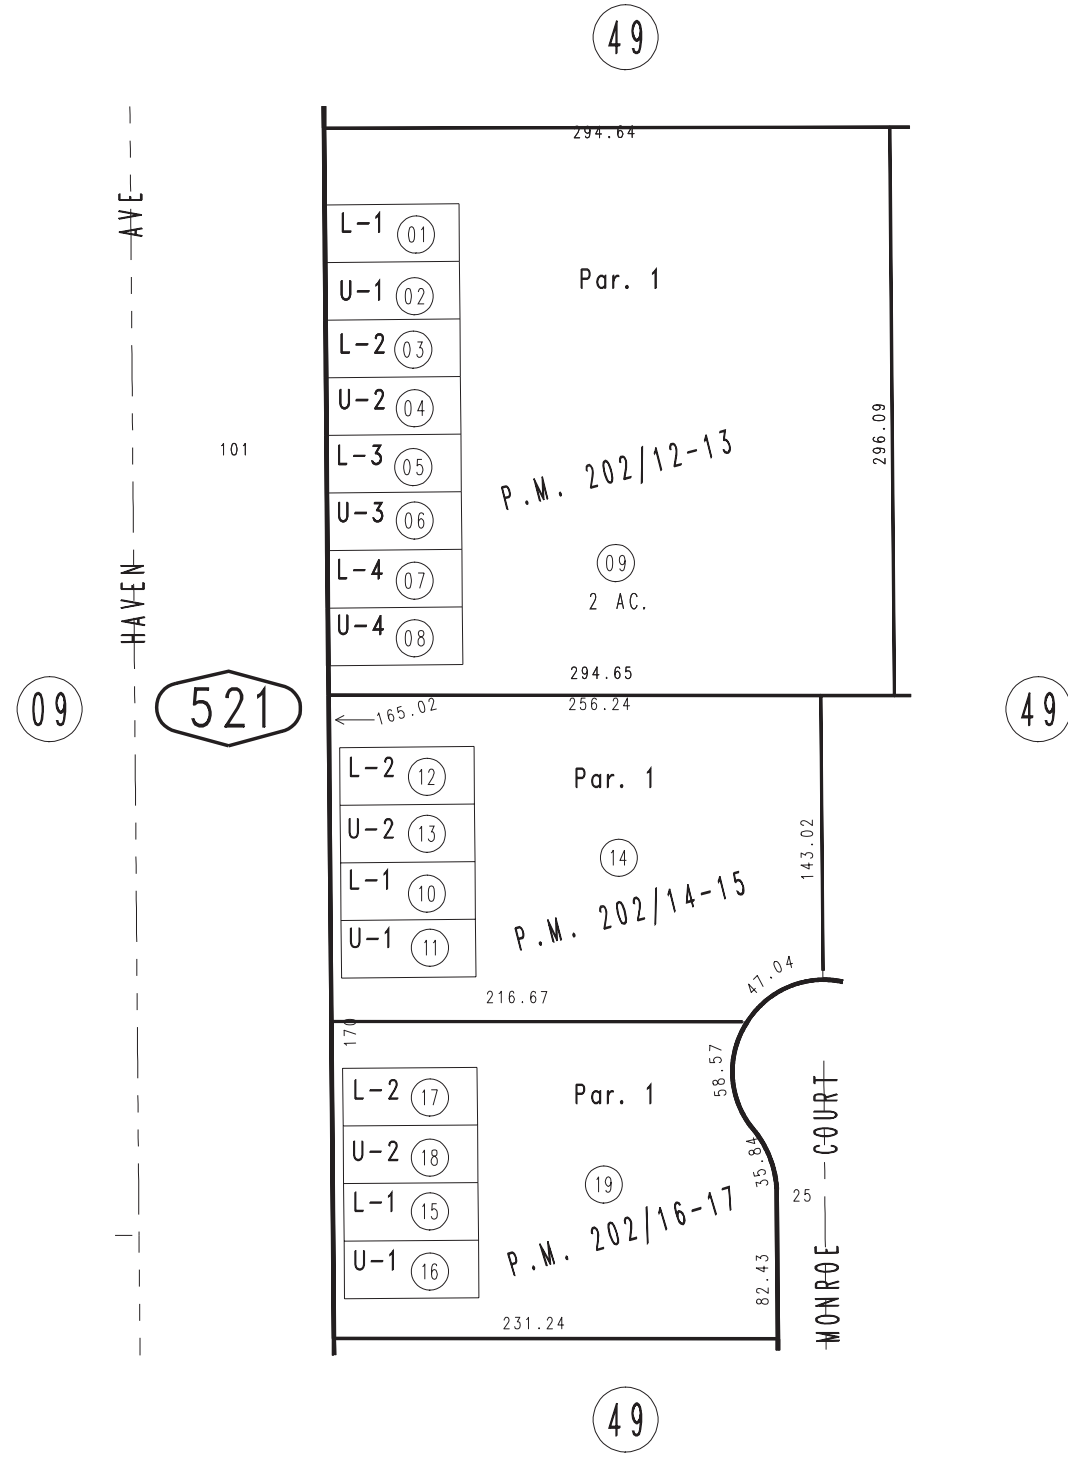 49
294.64
AVE
L-1 01
U-1 02
Par. 1
L-2 03
U-2 04
296.09
101
L-3 05
P.M. 202/12-13
U-3 06
09
L-4 07
2 AC.
HAVEN
U-4 08
294.65
09
521
165.02
256.24
49
L-2 12
Par. 1
U-2 13
143.02
14
L-1 10
P.M. 202/14-15
U-1 11
47.04
216.67
170
58.57
L-2 17
Par. 1
COURT
U-2 18
35.84
19
25
L-1 15
P.M. 202/16-17
U-1 16
82.43
MONROE
231.24
49